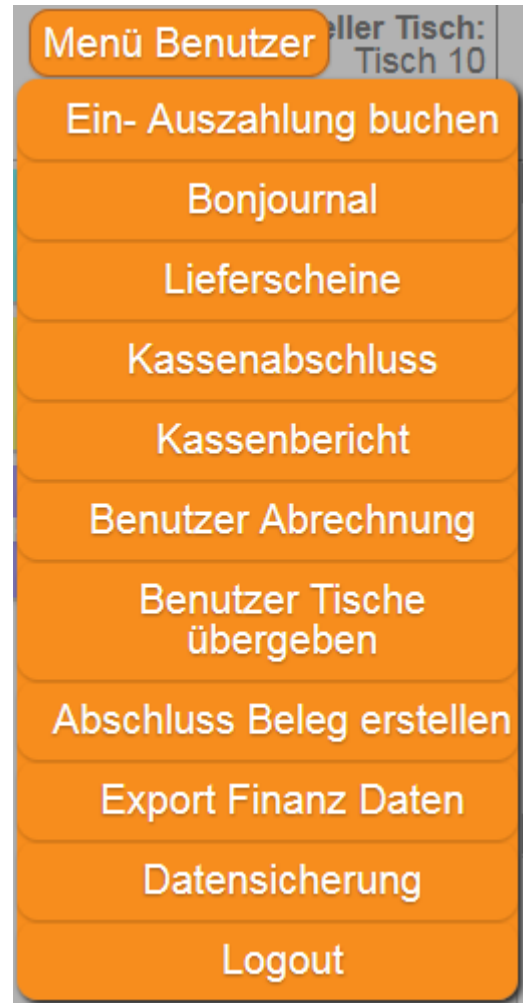 Menü Benutzer
ller Tisch:
Tisch 10
Ein- Auszahlung buchen
Bonjournal
Lieferscheine
Kassenabschluss
Kassenbericht
Benutzer Abrechnung
Benutzer Tische
übergeben
Abschluss Beleg erstellen
Export Finanz Daten
Datensicherung
Logout